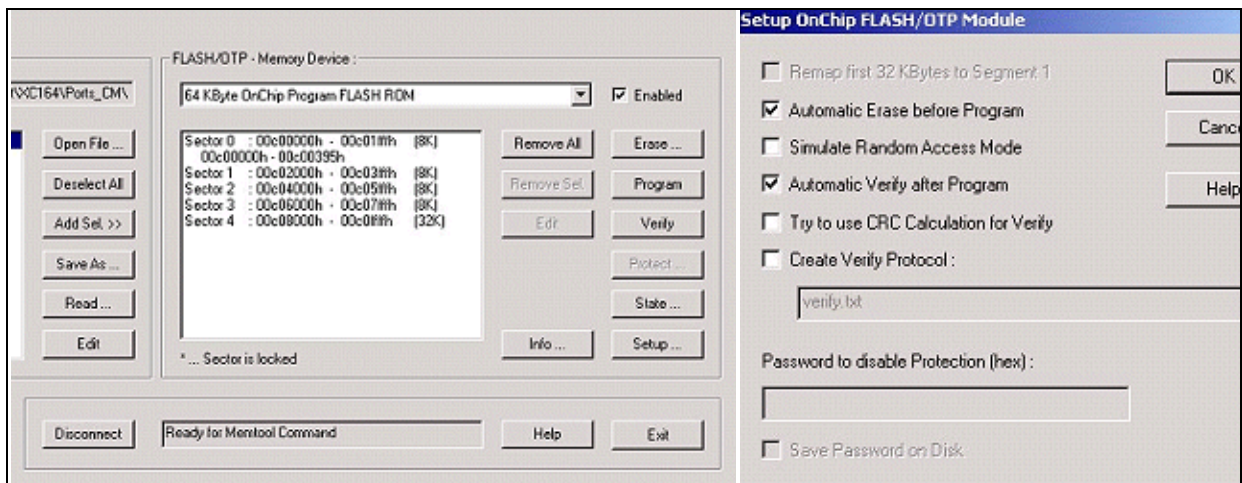 \XC164\Ports_CM\
Open File ...
Deselect All
Add Sel. >>
Save As ...
Read ...
Edit
FLASH/OTP - Memory Device :
64 KByte OnChip Program FLASH ROM
Enabled
Sector 0 : 00c00000h - 00c01fffh (8K)
00c00000h - 00c00395h
Sector 1 : 00c02000h - 00c03fffh (8K)
Sector 2 : 00c04000h - 00c05fffh (8K)
Sector 3 : 00c06000h - 00c07fffh (8K)
Sector 4 : 00c08000h - 00c0ffffh (32K)
Remove All
Remove Sel.
Edit
Info ...
Erase ...
Program
Verify
Protect ...
State ...
Setup ...
* ... Sector is locked
Disconnect
Ready for Memtool Command
Help
Exit
Setup OnChip FLASH/OTP Module
Remap first 32 KBytes to Segment 1
Automatic Erase before Program
Simulate Random Access Mode
Automatic Verify after Program
Try to use CRC Calculation for Verify
Create Verify Protocol :
verify.txt
Password to disable Protection (hex) :
Save Password on Disk
OK
Cance
Help